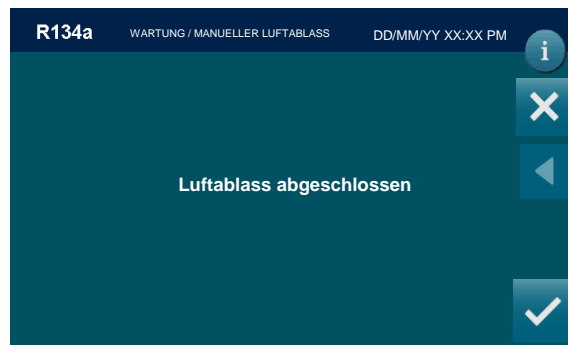 R134a WARTUNG / MANUELLER LUFTABLASS DD/MM/YY XX:XX PM
i
Luftablass abgeschlossen